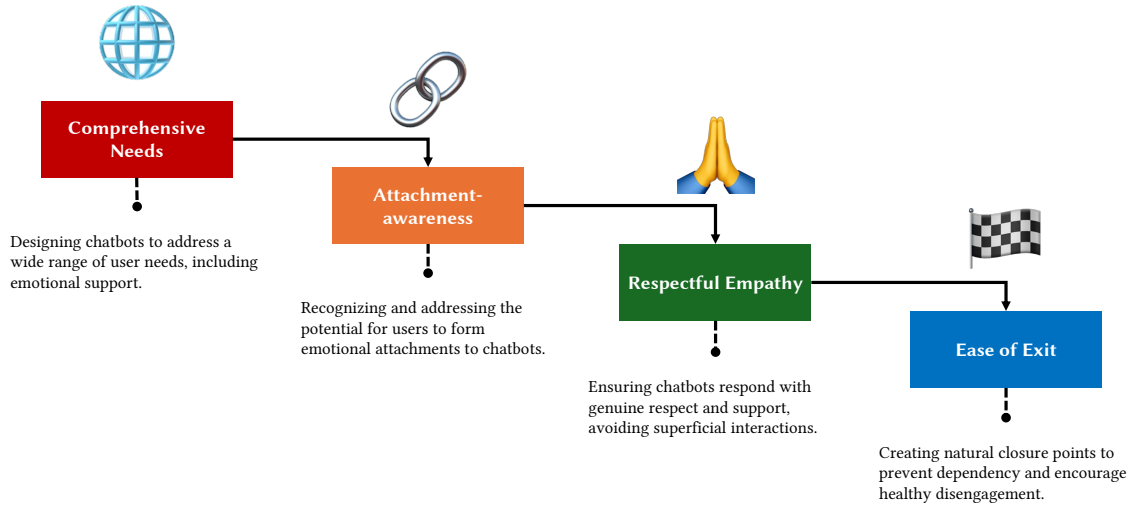 Comprehensive
Needs
Designing chatbots to address a
wide range of user needs, including
emotional support.
Attachment-
awareness
Recognizing and addressing the
potential for users to form
emotional attachments to chatbots.
Respectful Empathy
Ensuring chatbots respond with
genuine respect and support,
avoiding superficial interactions.
Ease of Exit
Creating natural closure points to
prevent dependency and encourage
healthy disengagement.